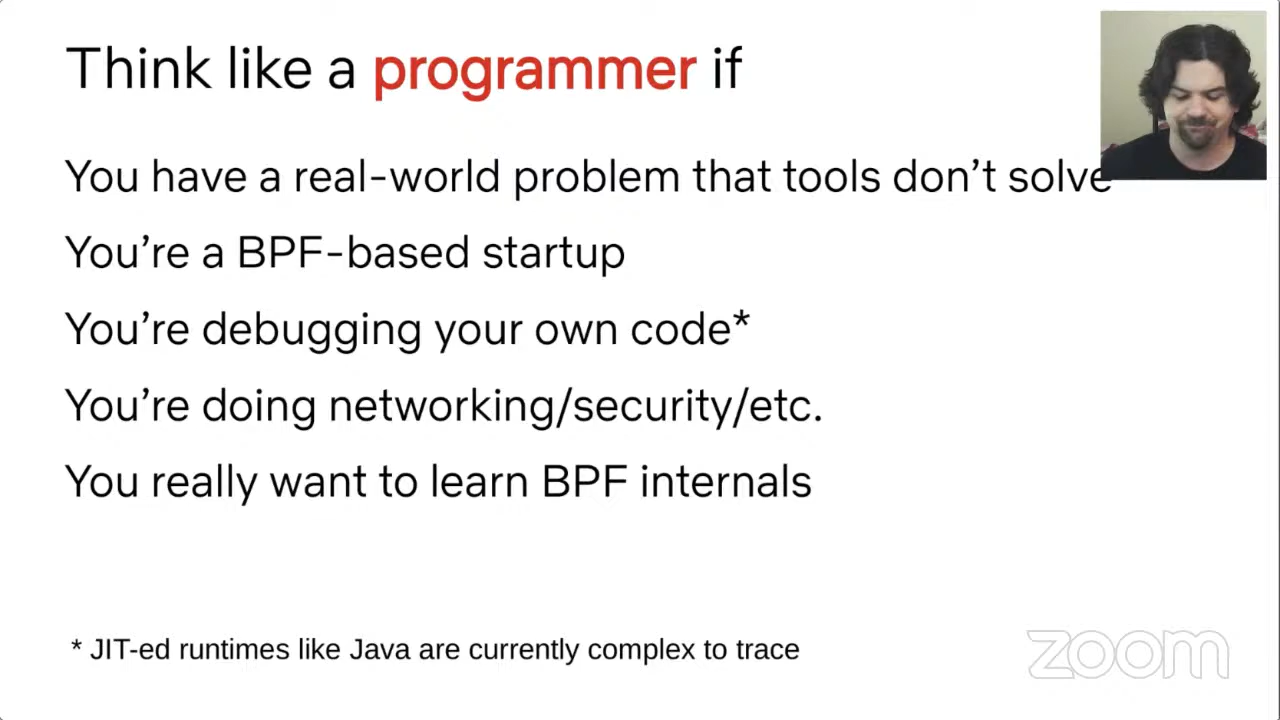 Think like a programmer if
You have a real-world problem that tools don't solve
You're a BPF-based startup
You're debugging your own code*
You're doing networking/security/etc.
You really want to learn BPF internals
* JIT-ed runtimes like Java are currently complex to trace
zoom